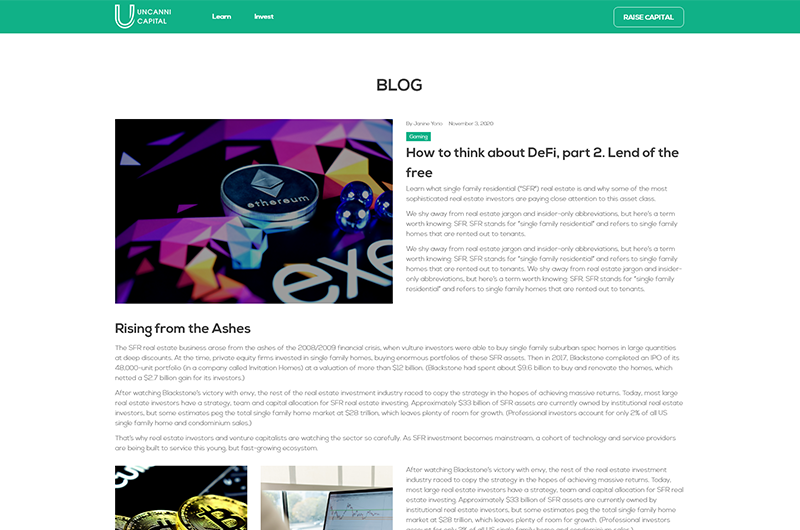 UNCANNI
CAPITAL
Learn
Invest
RAISE CAPITAL
BLOG
ethereum
exe
By Janine Yorio November 3, 2020
Gaming
How to think about DeFi, part 2. Lend of the
free
Learn what single family residential ("SFR") real estate is and why some of the most
sophisticated real estate investors are paying close attention to this asset class.
We shy away from real estate jargon and insider-only abbreviations, but here's a term
worth knowing: SFR. SFR stands for "single family residential" and refers to single family
homes that are rented out to tenants.
We shy away from real estate jargon and insider-only abbreviations, but here's a term
worth knowing: SFR. SFR stands for "single family residential" and refers to single family
homes that are rented out to tenants. We shy away from real estate jargon and insider-
only abbreviations, but here's a term worth knowing: SFR. SFR stands for "single family
residential" and refers to single family homes that are rented out to tenants.
Rising from the Ashes
The SFR real estate business arose from the ashes of the 2008/2009 financial crisis, when vulture investors were able to buy single family suburban spec homes in large quantities
at deep discounts. At the time, private equity firms invested in single family homes, buying enormous portfolios of these SFR assets. Then in 2017, Blackstone completed an IPO of its
48,000-unit portfolio (in a company called Invitation Homes) at a valuation of more than $12 billion. (Blackstone had spent about $9.6 billion to buy and renovate the homes, which
netted a $2.7 billion gain for its investors.)
After watching Blackstone's victory with envy, the rest of the real estate investment industry raced to copy the strategy in the hopes of achieving massive returns. Today, most large
real estate investors have a strategy, team and capital allocation for SFR real estate investing. Approximately $33 billion of SFR assets are currently owned by institutional real estate
investors, but some estimates peg the total single family home market at $28 trillion, which leaves plenty of room for growth. (Professional investors account for only 2% of all US
single family home and condominium sales.)
That's why real estate investors and venture capitalists are watching the sector so carefully. As SFR investment becomes mainstream, a cohort of technology and service providers
are being built to service this young, but fast-growing ecosystem.
After watching Blackstone's victory with envy, the rest of the real estate investment
industry raced to copy the strategy in the hopes of achieving massive returns. Today,
most large real estate investors have a strategy, team and capital allocation for SFR real
estate investing. Approximately $33 billion of SFR assets are currently owned by
institutional real estate investors, but some estimates peg the total single family home
market at $28 trillion, which leaves plenty of room for growth. (Professional investors
account for only 2% of all US single family home and condominium sales.)